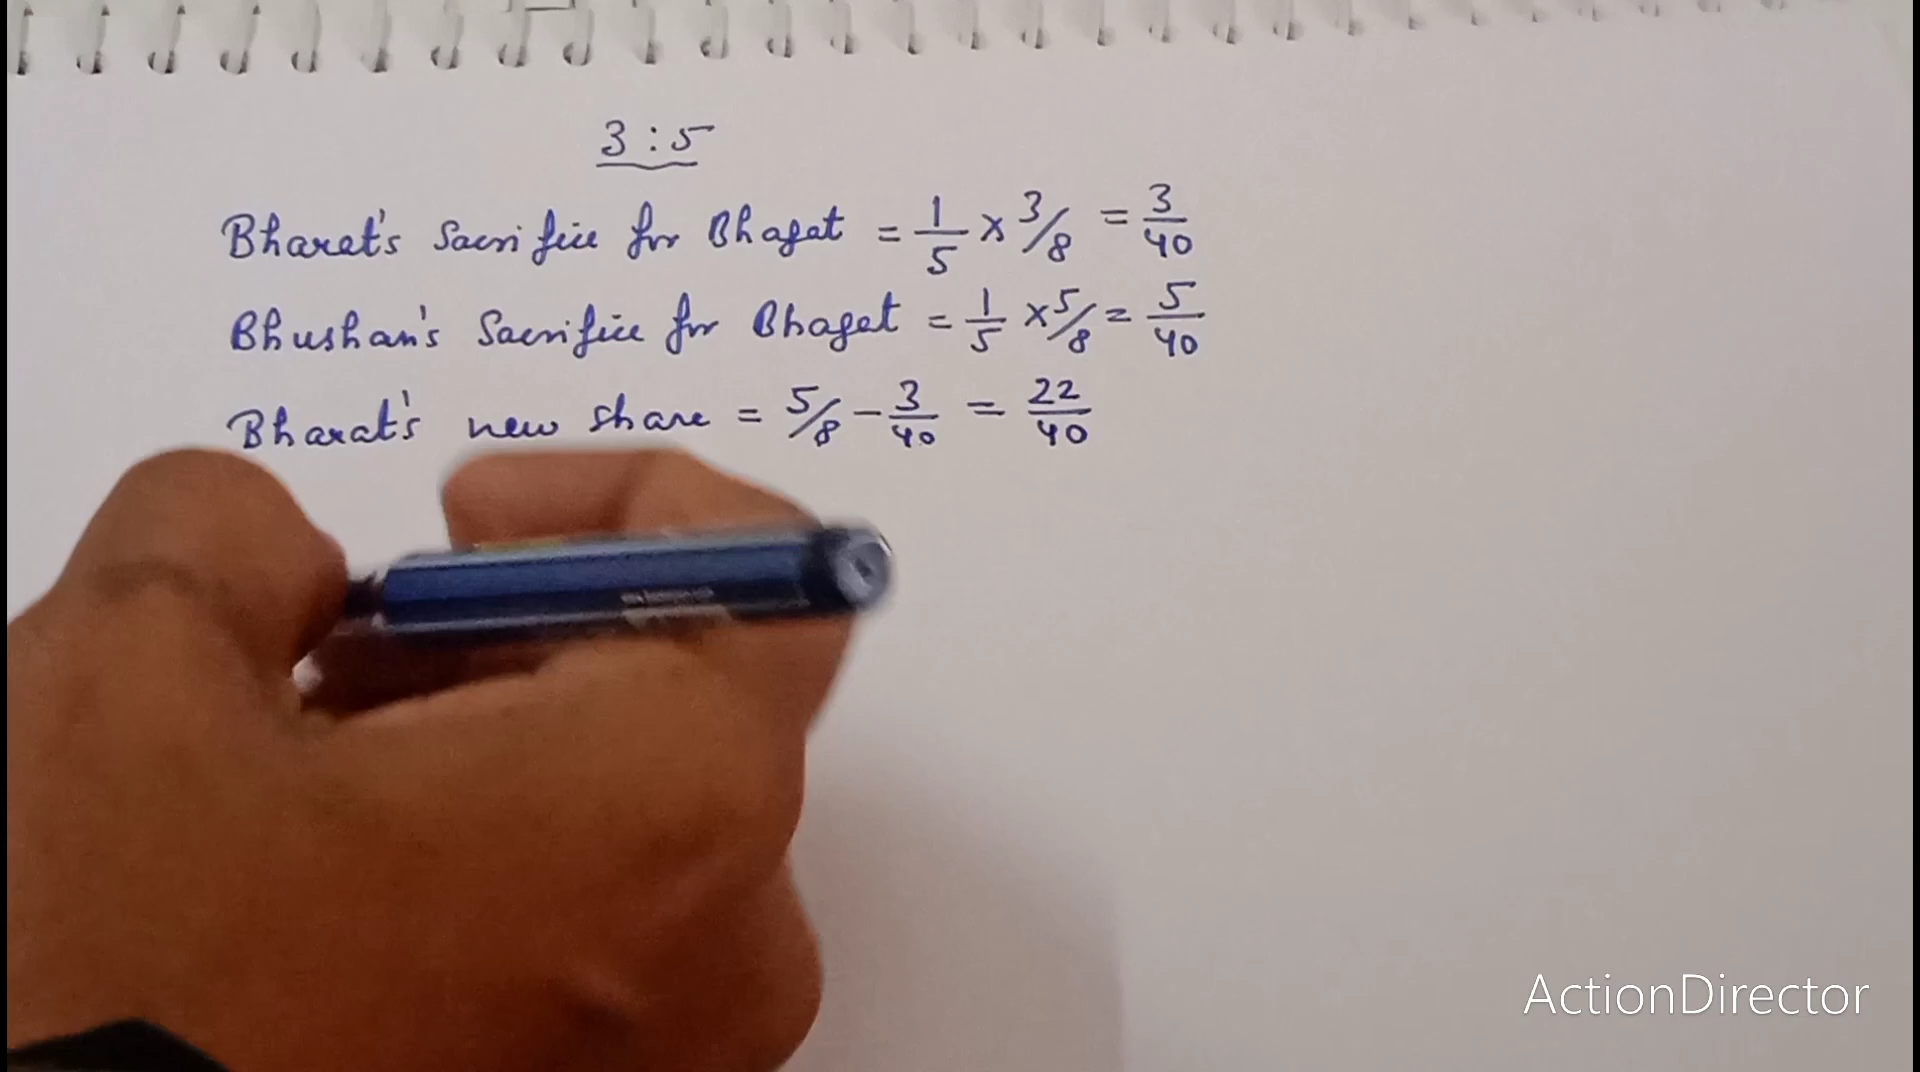 3 : 5
Bharat's Sacrifice for Bhagat = 1/5 × 3/8 = 3/40
Bhushan's Sacrifice for Bhagat = 1/5 × 5/8 = 5/40
Bharat's new share = 5/8 - 3/40 = 22/40
ActionDirector